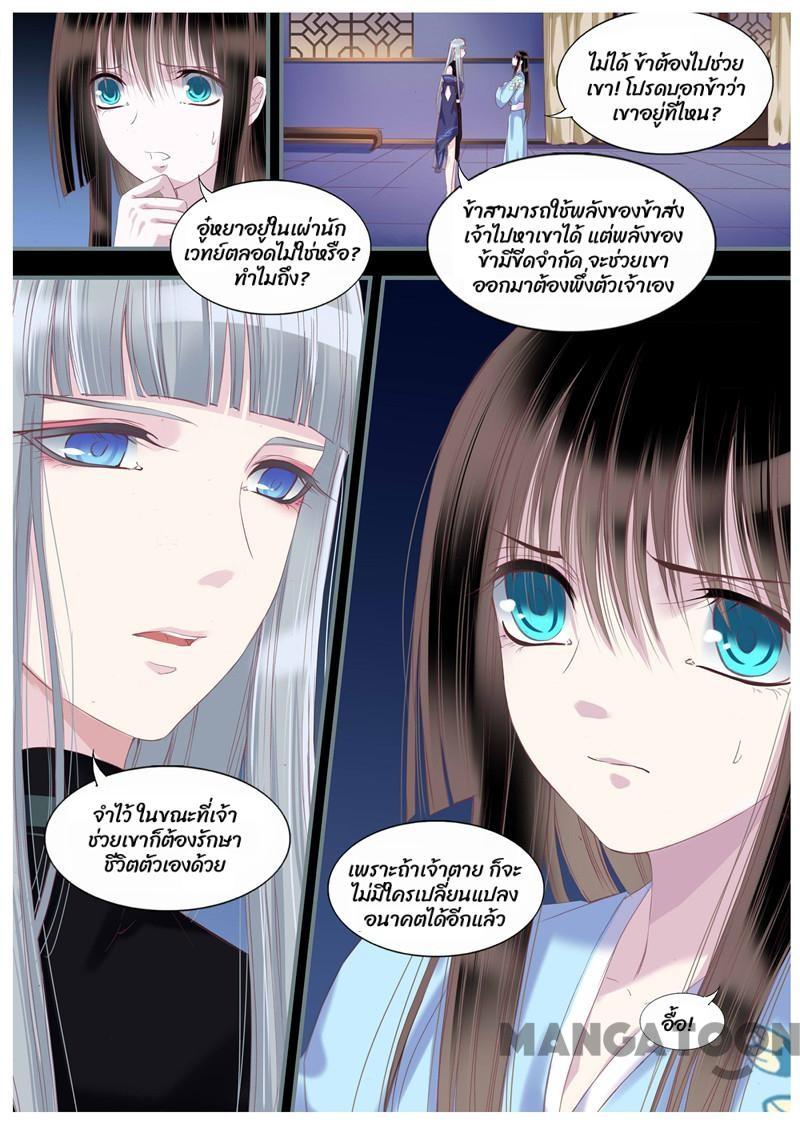 อู๋หยาอยู่ในเผ่านัก
เวทย์ตลอดไม่ใช่หรือ?
ทำไมถึง?
ไม่ได้ ข้าต้องไปช่วย
เขา! โปรดบอกข้าว่า
เขาอยู่ที่ไหน?
ข้าสามารถใช้พลังของข้าส่ง
เจ้าไปหาเขาได้ แต่พลังของ
ข้ามีขีดจำกัด จะช่วยเขา
ออกมาต้องพึ่งตัวเจ้าเอง
จำไว้ ในขณะที่เจ้า
ช่วยเขาก็ต้องรักษา
ชีวิตตัวเองด้วย
เพราะถ้าเจ้าตาย ก็จะ
ไม่มีใครเปลี่ยนแปลง
อนาคตได้อีกแล้ว
อื้อ!
MANGATOON